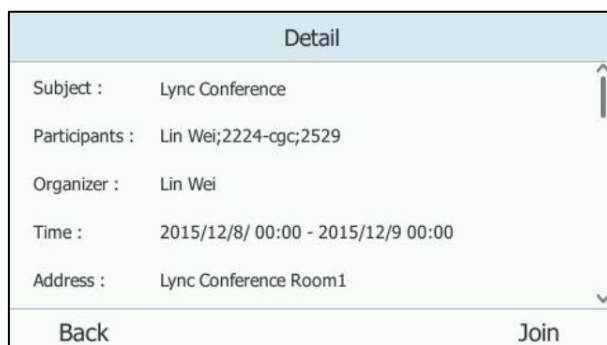 Detail
Subject : Lync Conference
Participants : Lin Wei;2224-cgc;2529
Organizer : Lin Wei
Time : 2015/12/8/ 00:00 - 2015/12/9 00:00
Address : Lync Conference Room1
Back Join